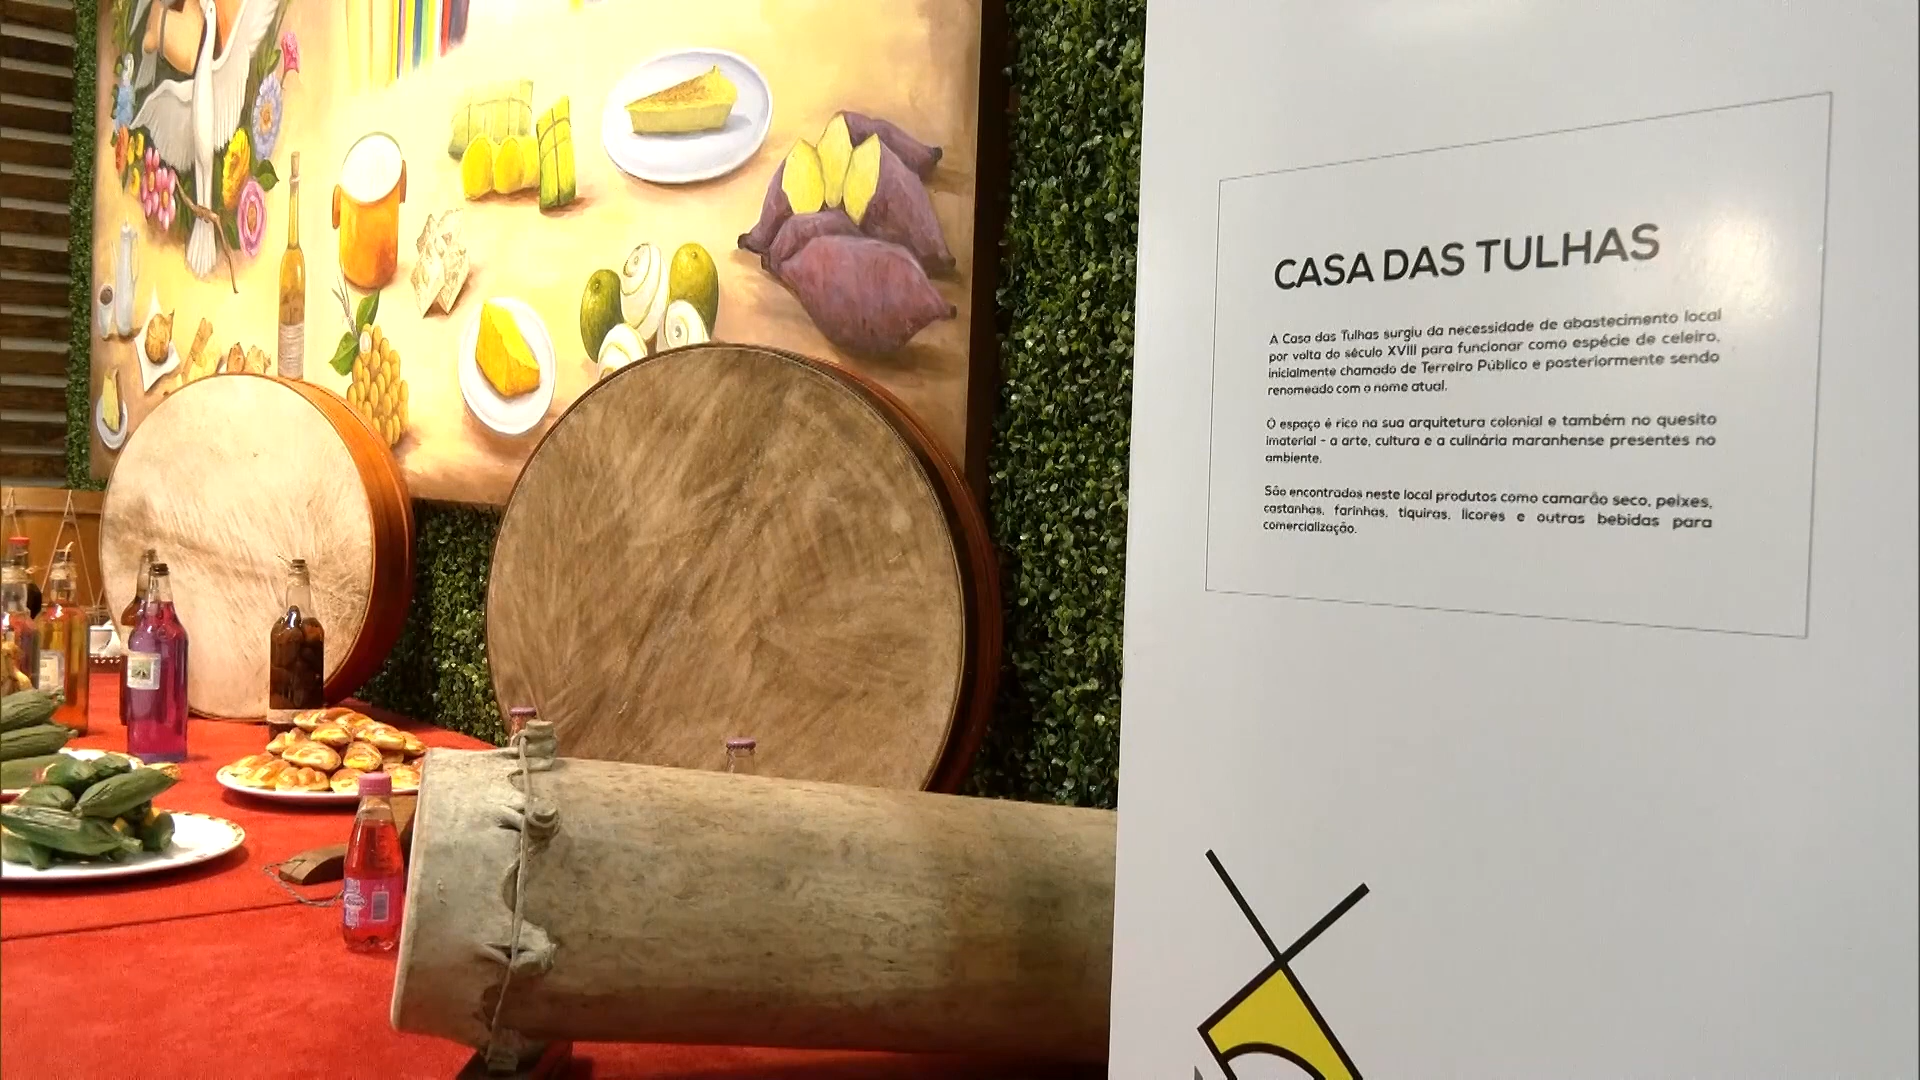 CASA DAS TULHAS
A Casa das Tulhas surgiu da necessidade de abastecimento local
por volta do século XVIII para funcionar como espécie de celeiro,
inicialmente chamado de Terreiro Público e posteriormente sendo
renomeado com o nome atual.
O espaço é rico na sua arquitetura colonial e também no quesito
imaterial - a arte, cultura e a culinária maranhense presentes no
ambiente.
São encontrados neste local produtos como camarão seco, peixes,
castanhas, farinhas, tiquiras, licores e outras bebidas para
comercialização.